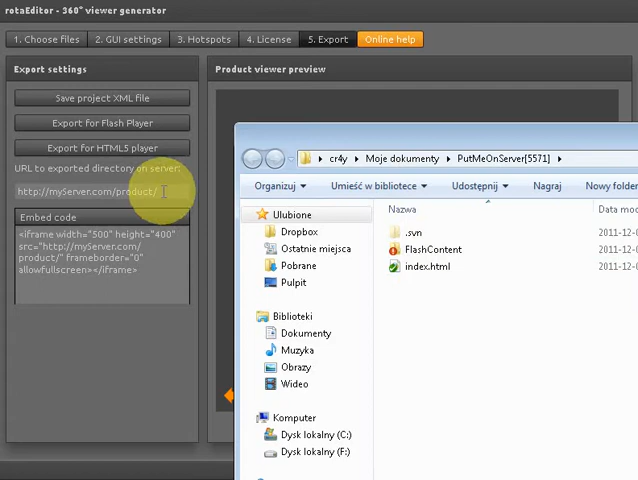 rotaEditor - 360° viewer generator
1. Choose files
2. GUI settings
3. Hotspots
4. License
5. Export
Online help
Export settings
Product viewer preview
Save project XML file
Export for Flash Player
Export for HTML5 player
URL to exported directory on server:
http://myServer.com/product/
Embed code
<iframe width="500" height="400"
src="http://myServer.com/
product/" frameborder="0"
allowfullscreen></iframe>
cr4y
Moje dokumenty
PutMeOnServer[5571]
Organizuj
Umieść w bibliotece
Udostępnij
Nagraj
Nowy folder
Ulubione
Dropbox
Ostatnie miejsca
Pobrane
Pulpit
Biblioteki
Dokumenty
Muzyka
Obrazy
Wideo
Komputer
Dysk lokalny (C:)
Dysk lokalny (F:)
Nazwa
Data mod
.svn
2011-12-0
FlashContent
2011-12-0
index.html
2011-12-0